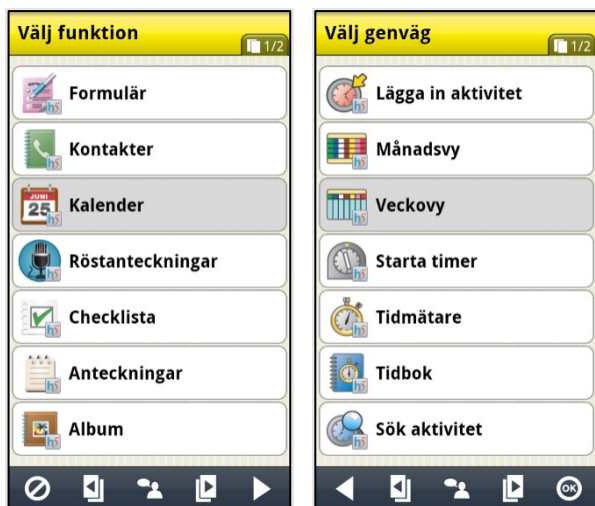 Välj funktion
1/2
Formulär
Kontakter
JUNI
25
Kalender
Röstanteckningar
Checklista
Anteckningar
Album
Välj genväg
1/2
Lägga in aktivitet
Månadsvy
Veckovy
Starta timer
Tidmätare
Tidbok
Sök aktivitet
OK